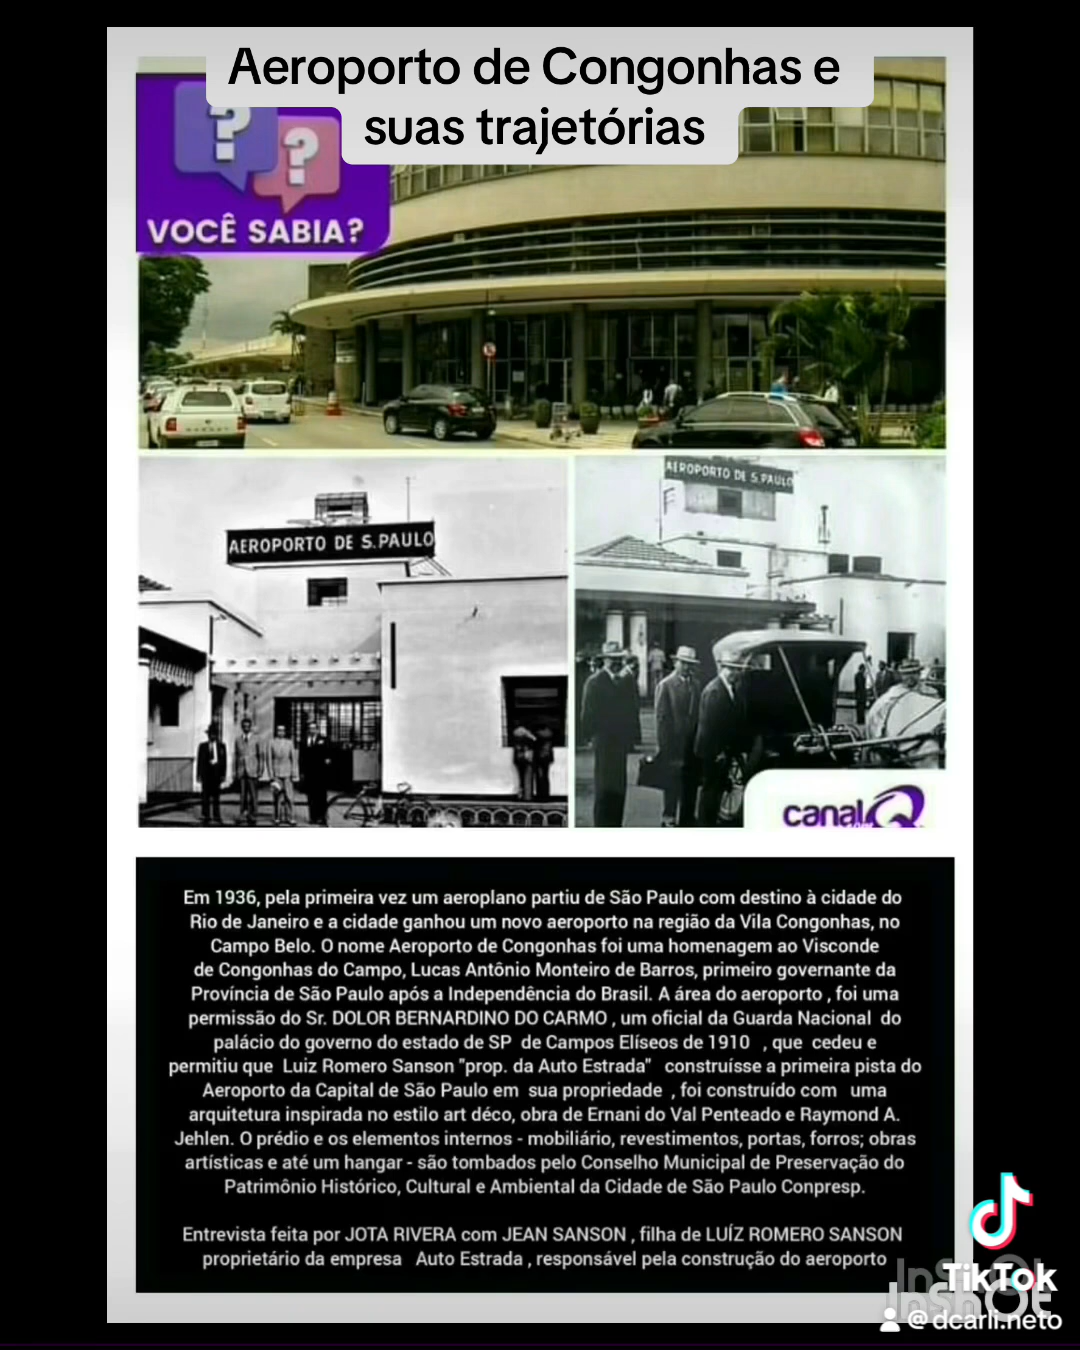 Aeroporto de Congonhas e
suas trajetórias
?
?
VOCÊ SABIA?
AEROPORTO DE S. PAULO
AEROPORTO DE S.PAULO
canal
Em 1936, pela primeira vez um aeroplano partiu de São Paulo com destino à cidade do
Rio de Janeiro e a cidade ganhou um novo aeroporto na região da Vila Congonhas, no
Campo Belo. O nome Aeroporto de Congonhas foi uma homenagem ao Visconde
de Congonhas do Campo, Lucas Antônio Monteiro de Barros, primeiro governante da
Província de São Paulo após a Independência do Brasil. A área do aeroporto , foi uma
permissão do Sr. DOLOR BERNARDINO DO CARMO , um oficial da Guarda Nacional do
palácio do governo do estado de SP de Campos Elíseos de 1910 , que cedeu e
permitiu que Luiz Romero Sanson "prop. da Auto Estrada" construísse a primeira pista do
Aeroporto da Capital de São Paulo em sua propriedade , foi construído com uma
arquitetura inspirada no estilo art déco, obra de Ernani do Val Penteado e Raymond A.
Jehlen. O prédio e os elementos internos - mobiliário, revestimentos, portas, forros; obras
artísticas e até um hangar - são tombados pelo Conselho Municipal de Preservação do
Patrimônio Histórico, Cultural e Ambiental da Cidade de São Paulo Conpresp.
Entrevista feita por JOTA RIVERA com JEAN SANSON , filha de LUÍZ ROMERO SANSON
proprietário da empresa Auto Estrada , responsável pela construção do aeroporto
TikTok
InShOt
@dcarli.neto